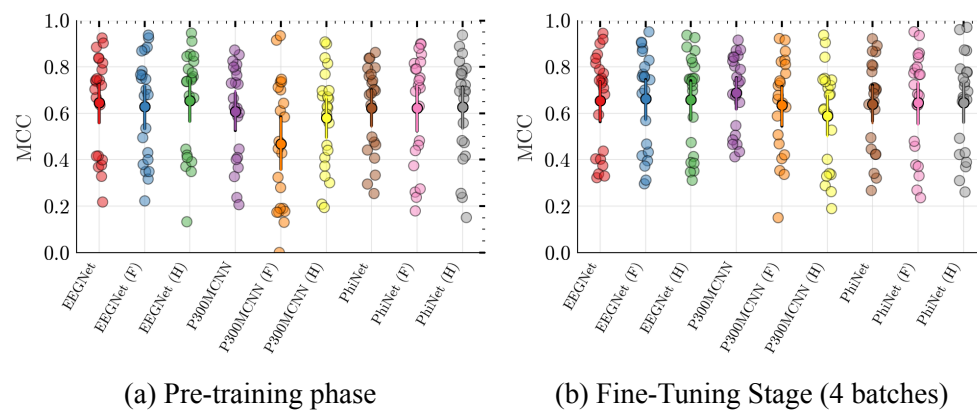 1.0
0.8
0.6
0.4
0.2
0.0
MCC
EEGNet
EEGNet (F)
EEGNet (H)
P300MCNN
P300MCNN (F)
P300MCNN (H)
PhiNet
PhiNet (F)
PhiNet (H)
(a) Pre-training phase
1.0
0.8
0.6
0.4
0.2
0.0
MCC
EEGNet
EEGNet (F)
EEGNet (H)
P300MCNN
P300MCNN (F)
P300MCNN (H)
PhiNet
PhiNet (F)
PhiNet (H)
(b) Fine-Tuning Stage (4 batches)